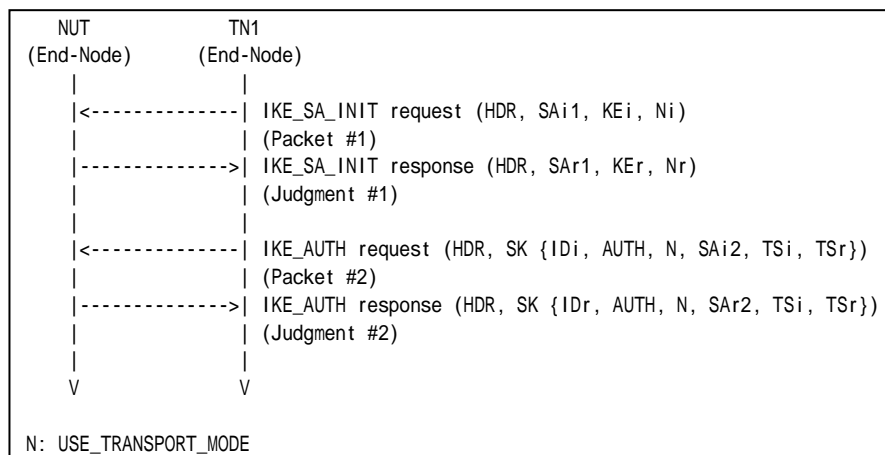 NUT TN1
(End-Node) (End-Node)
| |
|<--------------| IKE_SA_INIT request (HDR, SAi1, KEi, Ni)
| | (Packet #1)
|-------------->| IKE_SA_INIT response (HDR, SAr1, KEr, Nr)
| | (Judgment #1)
| |
|<--------------| IKE_AUTH request (HDR, SK {IDi, AUTH, N, SAi2, TSi, TSr})
| | (Packet #2)
|-------------->| IKE_AUTH response (HDR, SK {IDr, AUTH, N, SAr2, TSi, TSr})
| | (Judgment #2)
| |
V V
N: USE_TRANSPORT_MODE